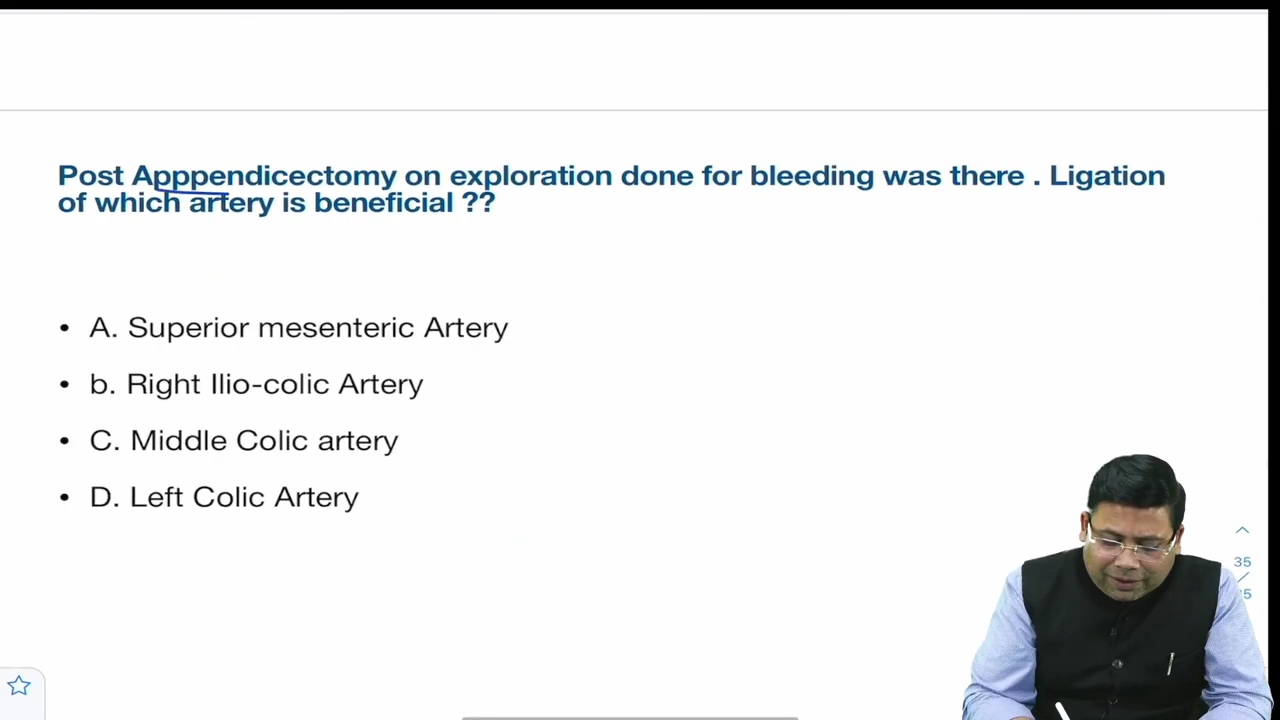 Post Apppendicectomy on exploration done for bleeding was there . Ligation
of which artery is beneficial ??
• A. Superior mesenteric Artery
• b. Right Ilio-colic Artery
• C. Middle Colic artery
• D. Left Colic Artery
35